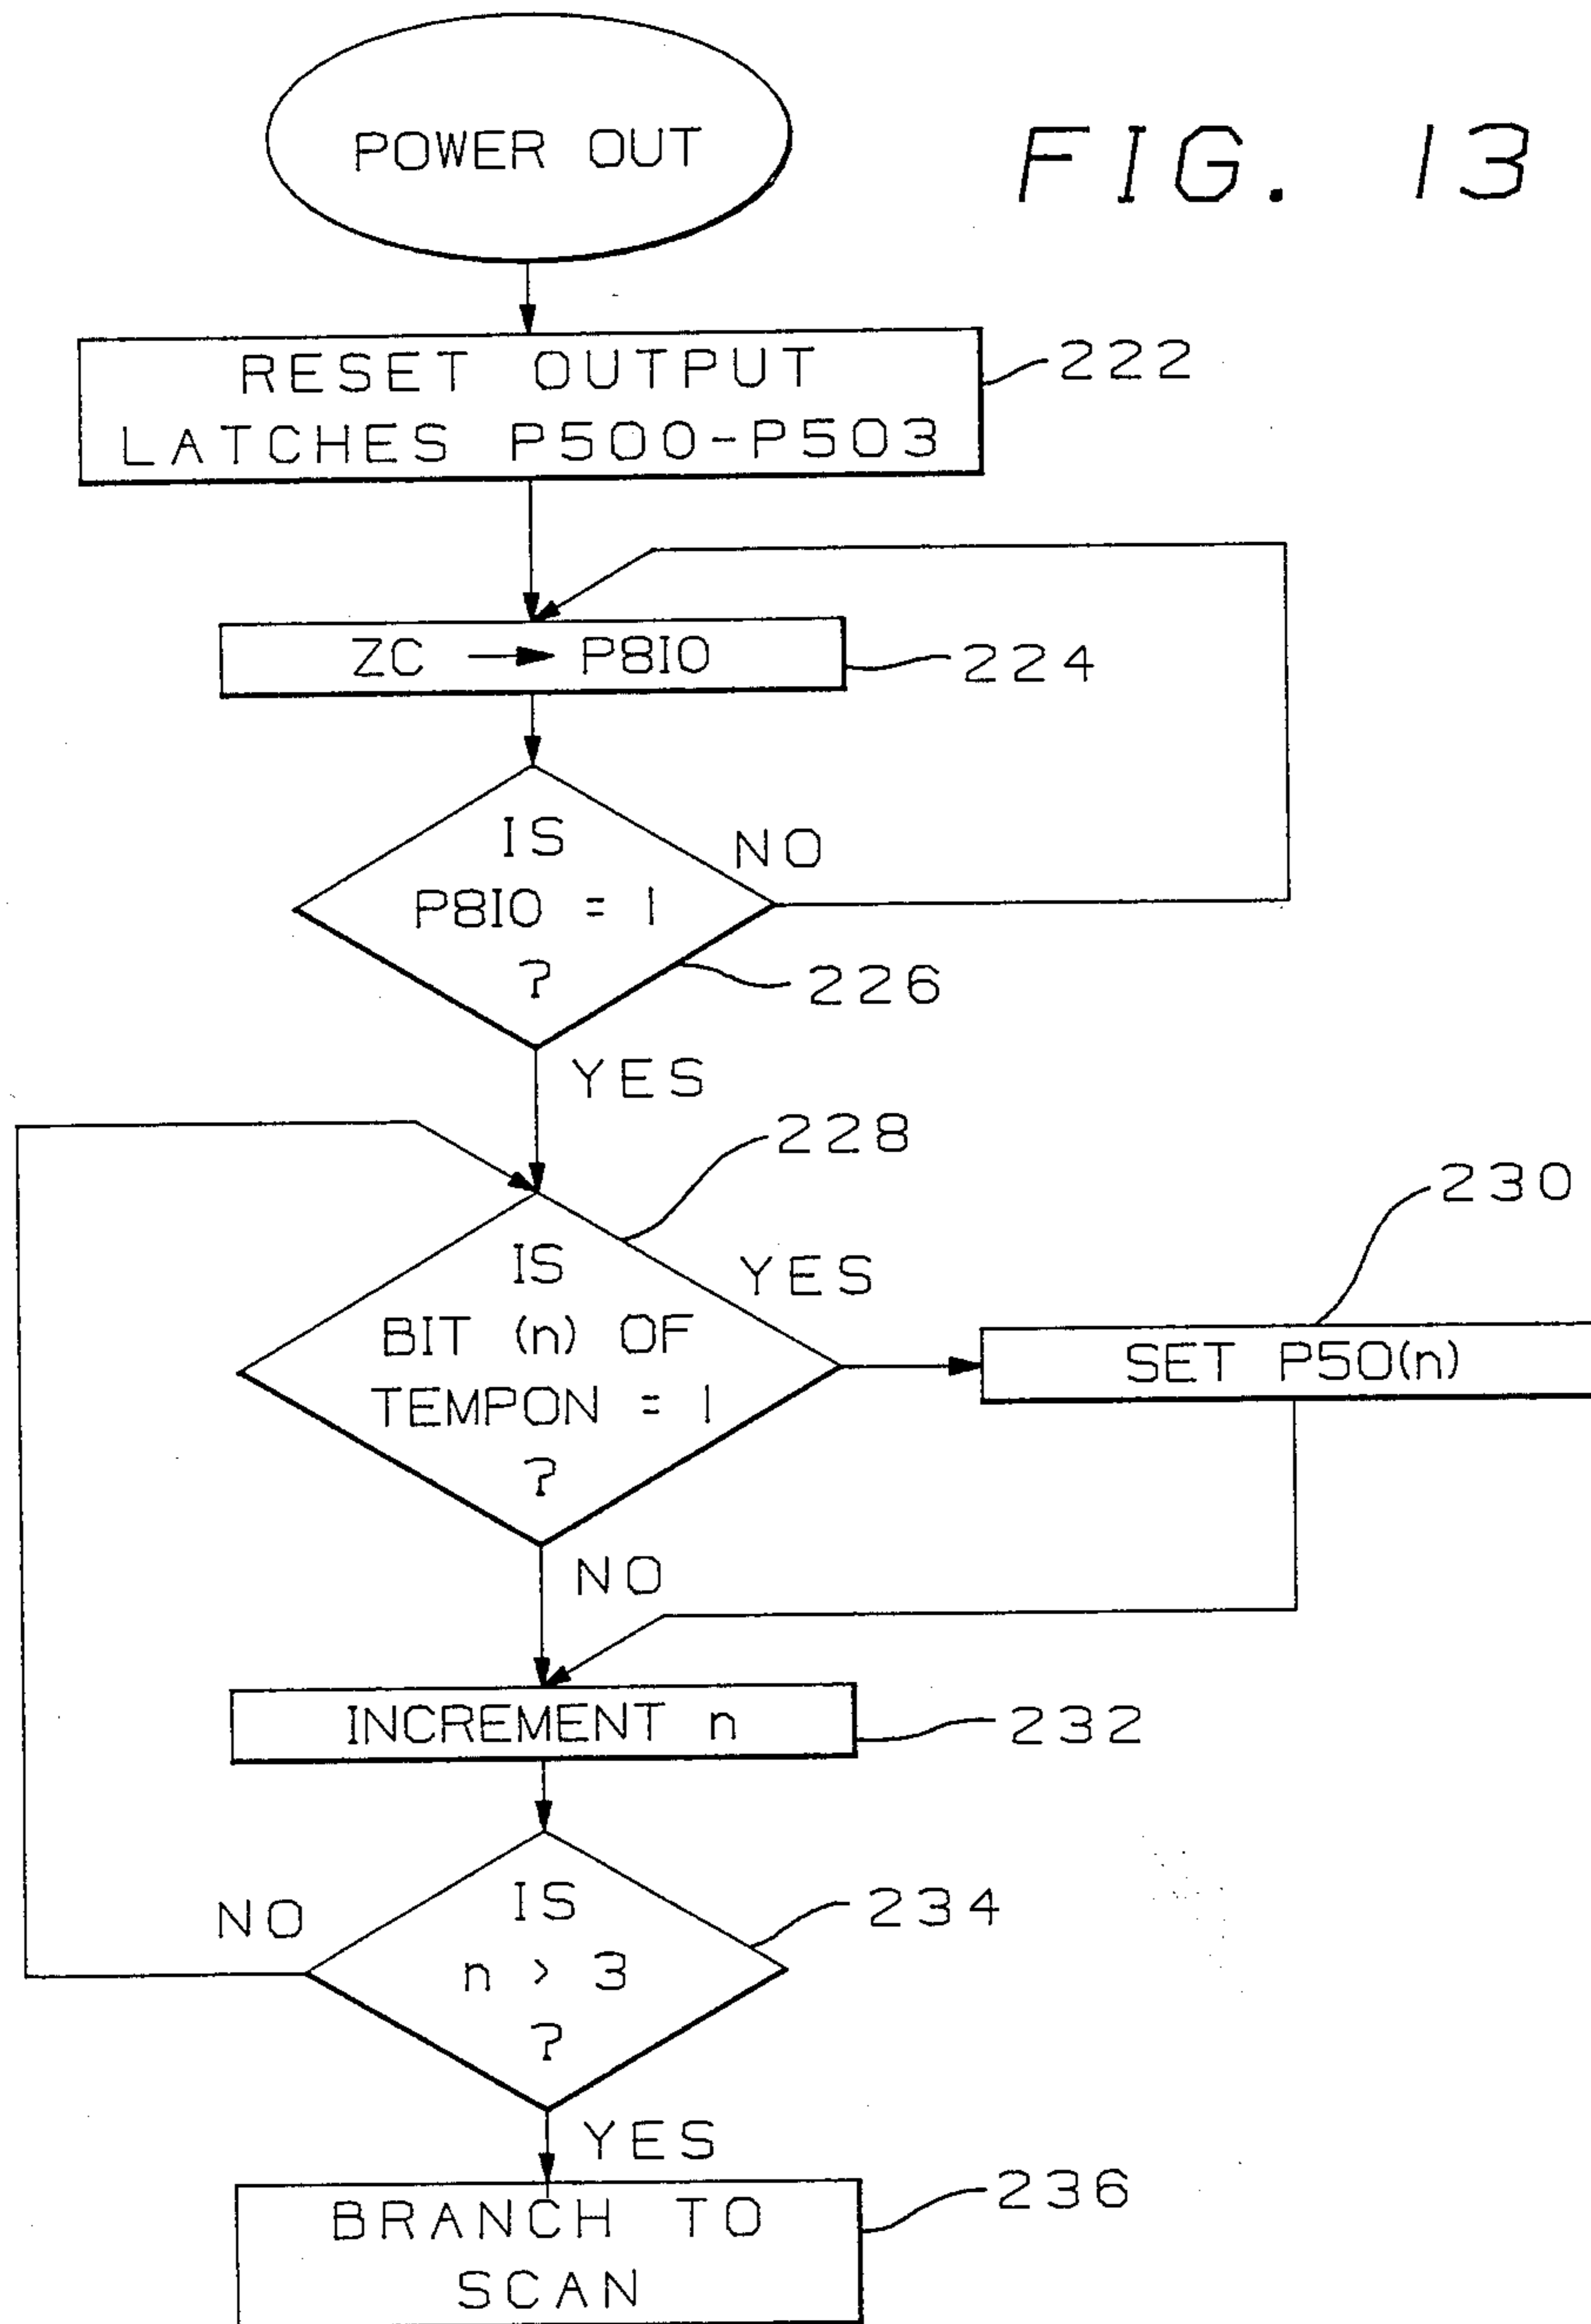 FIG. 13
POWER OUT
RESET OUTPUT
LATCHES P500-P503
222
ZC → P8IO
224
IS
P8IO = 1
?
NO
226
YES
228
IS
BIT (n) OF
TEMPON = 1
?
YES
230
SET P50(n)
NO
INCREMENT n
232
IS
n > 3
?
NO
234
YES
BRANCH TO
SCAN
236